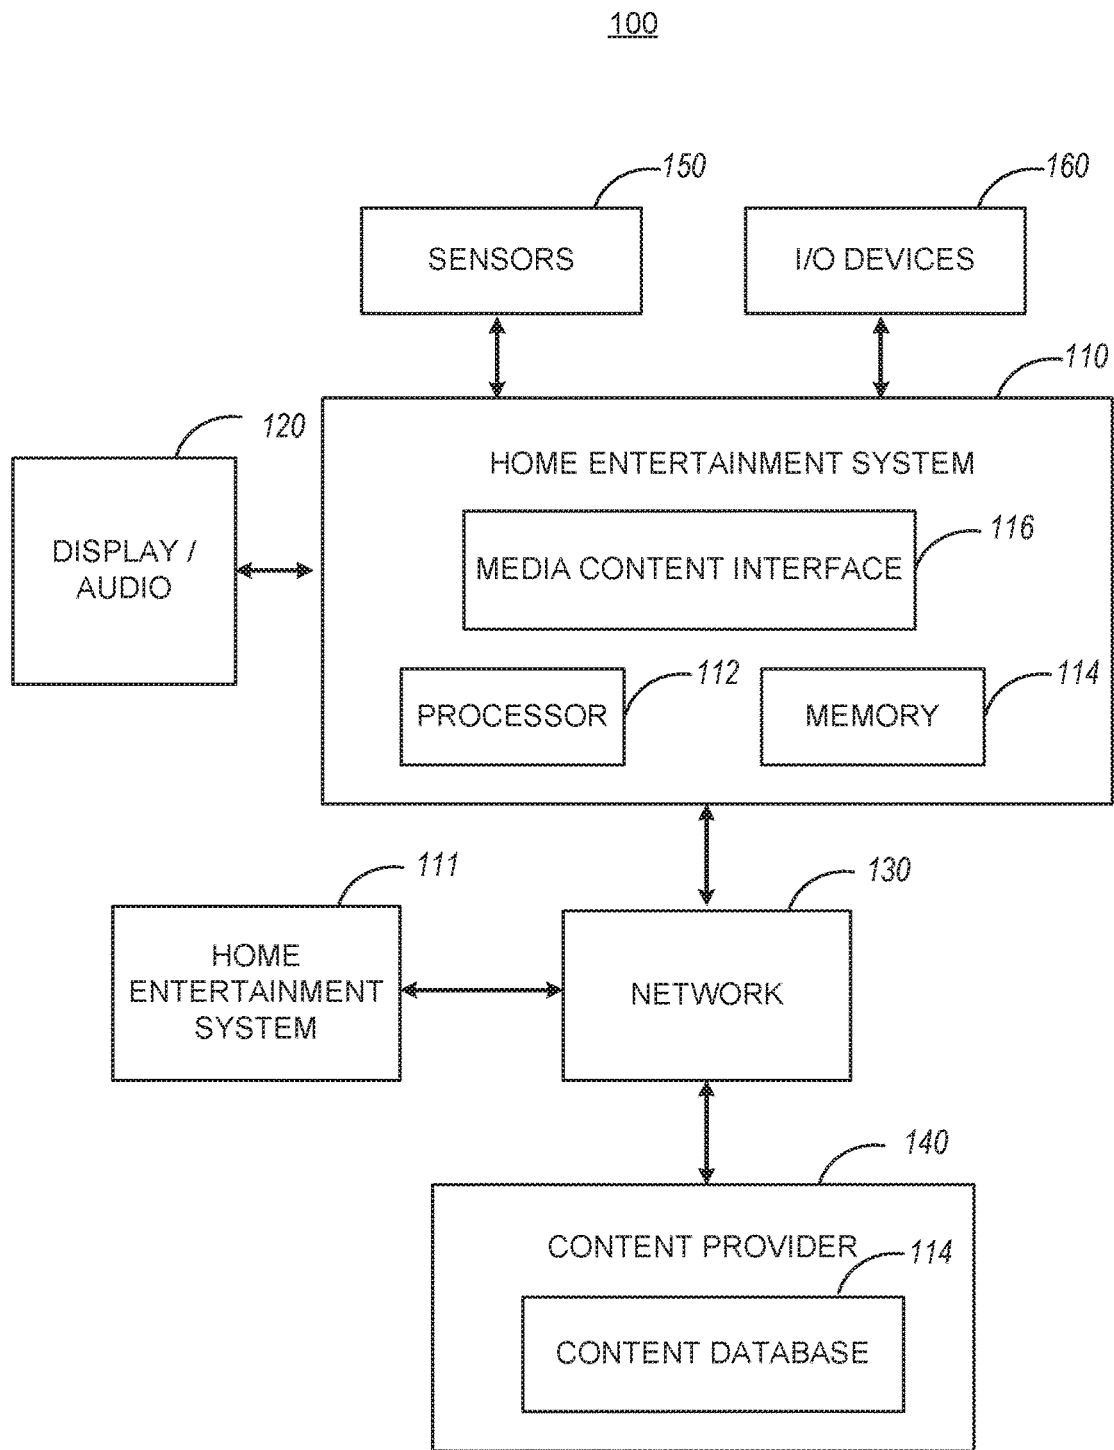 100
150
160
SENSORS
I/O DEVICES
110
120
HOME ENTERTAINMENT SYSTEM
DISPLAY /
AUDIO
116
MEDIA CONTENT INTERFACE
112
114
PROCESSOR
MEMORY
111
130
HOME
ENTERTAINMENT
SYSTEM
NETWORK
140
CONTENT PROVIDER
114
CONTENT DATABASE